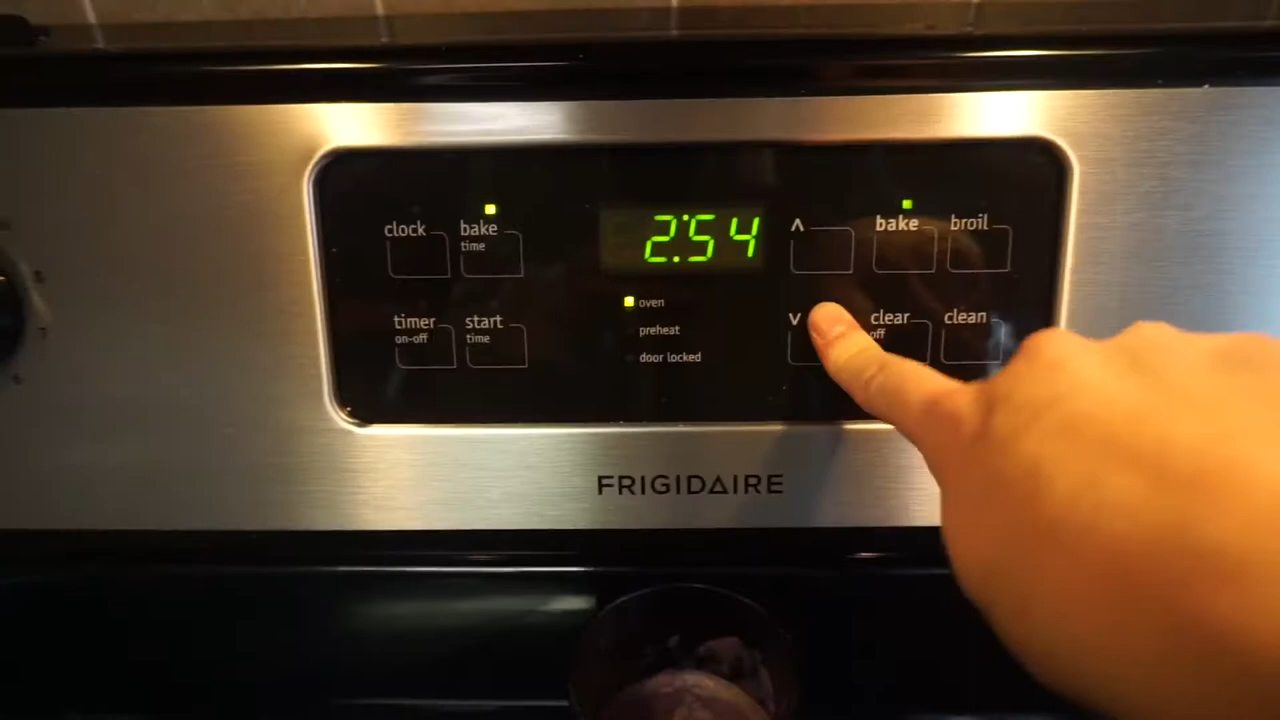 clock
bake
time
2:54
^
bake
broil
oven
preheat
door locked
timer
on-off
start
time
v
clear
off
clean
FRIGIDAIRE